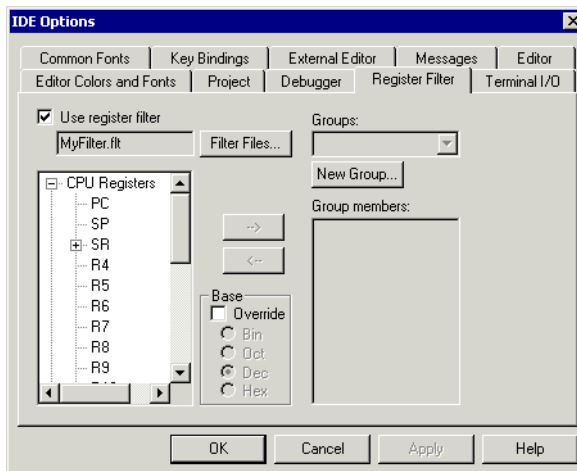 IDE Options
Common Fonts
Key Bindings
External Editor
Messages
Editor
Editor Colors and Fonts
Project
Debugger
Register Filter
Terminal I/O
Use register filter
MyFilter.flt
Filter Files...
Groups:
New Group...
CPU Registers
PC
SP
SR
R4
R5
R6
R7
R8
R9
-->
<--
Base
Override
Bin
Oct
Dec
Hex
Group members:
OK
Cancel
Apply
Help